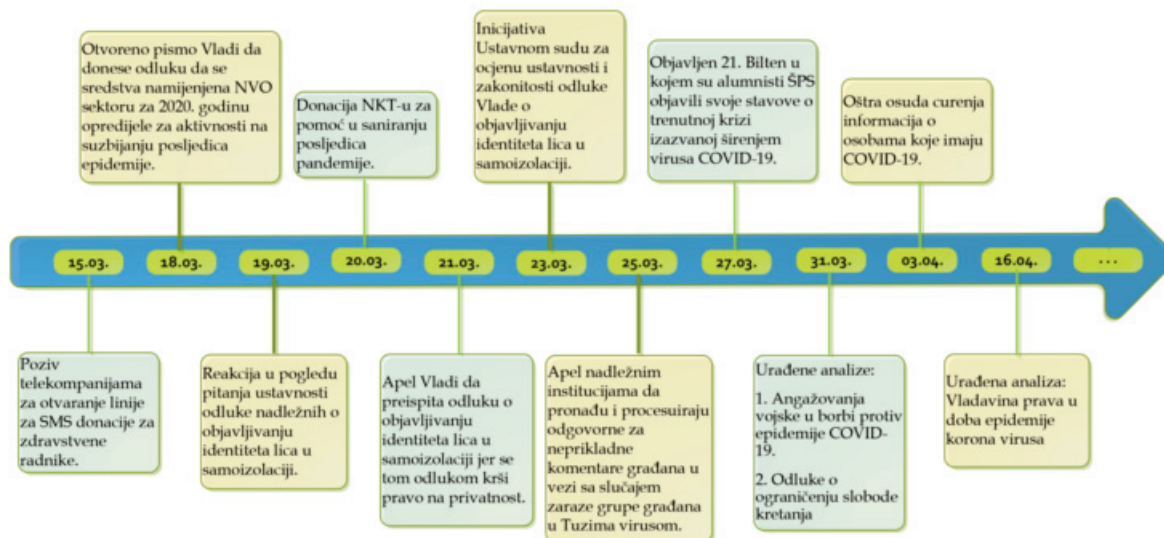 Otvoreno pismo Vladi da
donese odluku da se
sredstva namijenjena NVO
sektoru za 2020. godinu
opredijele za aktivnosti na
suzbijanju posljedica
epidemije.
Donacija NKT-u za
pomoć u saniranju
posljedica
pandemije.
Inicijativa
Ustavnom sudu za
ocjenu ustavnosti i
zakonitosti odluke
Vlade o
objavljivanju
identiteta lica u
samoizolaciji.
Objavljen 21. Bilten u
kojem su alumnisti ŠPS
objavili svoje stavove o
trenutnoj krizi
izazvanoj širenjem
virusa COVID-19.
Oštra osuda curenja
informacija o
osobama koje imaju
COVID-19.
15.03. 18.03. 19.03. 20.03. 21.03. 23.03. 25.03. 27.03. 31.03. 03.04. 16.04. ...
Poziv
telekompanijama
za otvaranje linije
za SMS donacije za
zdravstvene
radnike.
Reakcija u pogledu
pitanja ustavnosti
odluke nadležnih o
objavljivanju
identiteta lica u
samoizolaciji.
Apel Vladi da
preispita odluku o
objavljivanju
identiteta lica u
samoizolaciji jer se
tom odlukom krši
pravo na privatnost.
Apel nadležnim
institucijama da
pronađu i procesuiraju
odgovorne za
neprikladne
komentare građana u
vezi sa slučajem
zaraze grupe građana
u Tuzima virusom.
Urađene analize:
1. Angažovanja
vojske u borbi protiv
epidemije COVID-
19.
2. Odluke o
ograničenju slobode
kretanja
Urađena analiza:
Vladavina prava u
doba epidemije
korona virusa